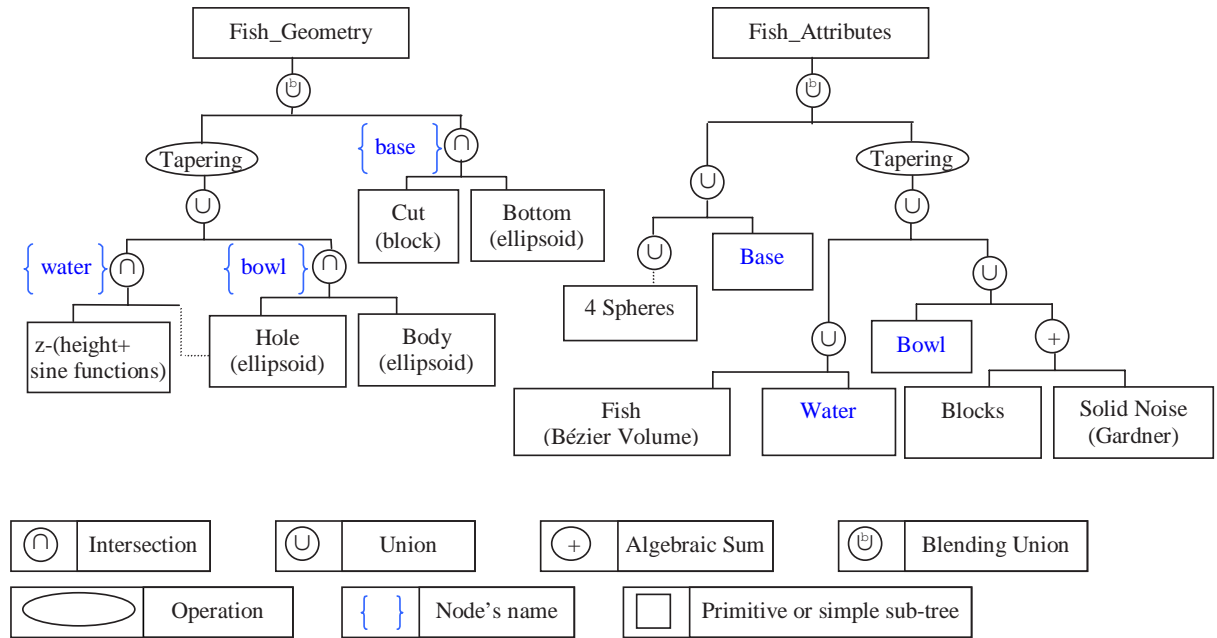 Fish_Geometry
Fish_Attributes
b
∪
b
∪
Tapering
{ base }
∩
∪
Tapering
∪
Cut
(block)
Bottom
(ellipsoid)
∪
{ water }
∩
{ bowl }
∩
∪
Base
∪
4 Spheres
z-(height+
sine functions)
Hole
(ellipsoid)
Body
(ellipsoid)
∪
Bowl
+
Fish
(Bézier Volume)
Water
Blocks
Solid Noise
(Gardner)
∩ Intersection
∪ Union
+ Algebraic Sum
b
∪ Blending Union
Operation
{ } Node's name
Primitive or simple sub-tree